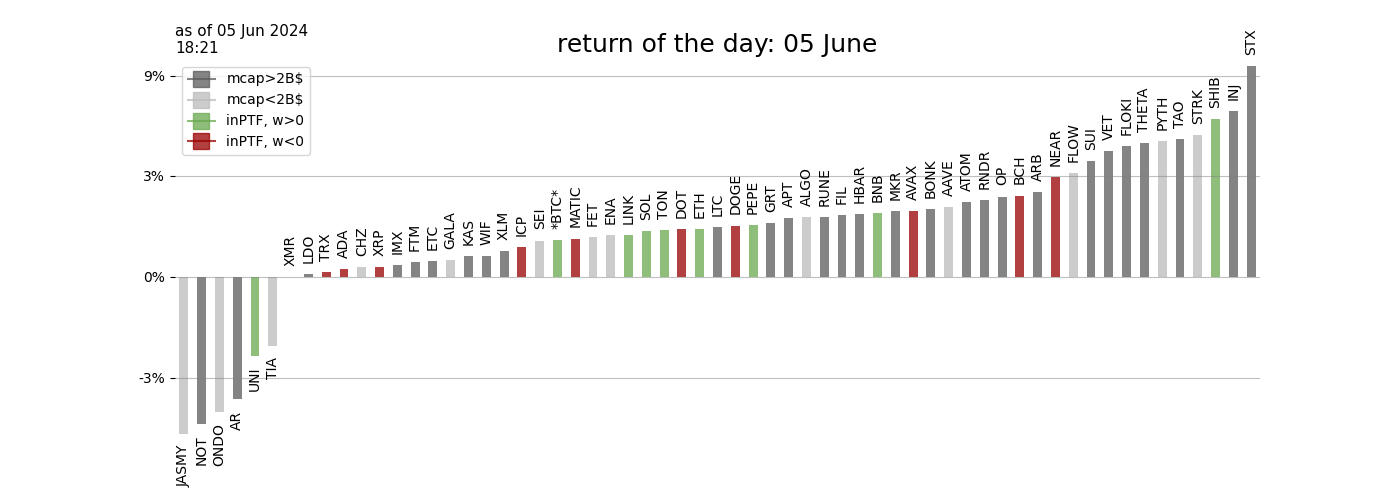 as of 05 Jun 2024
18:21
return of the day: 05 June
mcap>2B$
mcap<2B$
inPTF, w>0
inPTF, w<0
9%
3%
0%
-3%
JASMY
NOT
ONDO
AR
UNI
TIA
XMR
LDO
TRX
ADA
CHZ
XRP
IMX
FTM
ETC
GALA
KAS
WIF
XLM
ICP
SEI
*BTC*
MATIC
FET
ENA
LINK
SOL
TON
DOT
ETH
LTC
DOGE
PEPE
GRT
APT
ALGO
RUNE
FIL
HBAR
BNB
MKR
AVAX
BONK
AAVE
ATOM
RNDR
OP
BCH
ARB
NEAR
FLOW
SUI
VET
FLOKI
THETA
PYTH
TAO
STRK
SHIB
INJ
STX